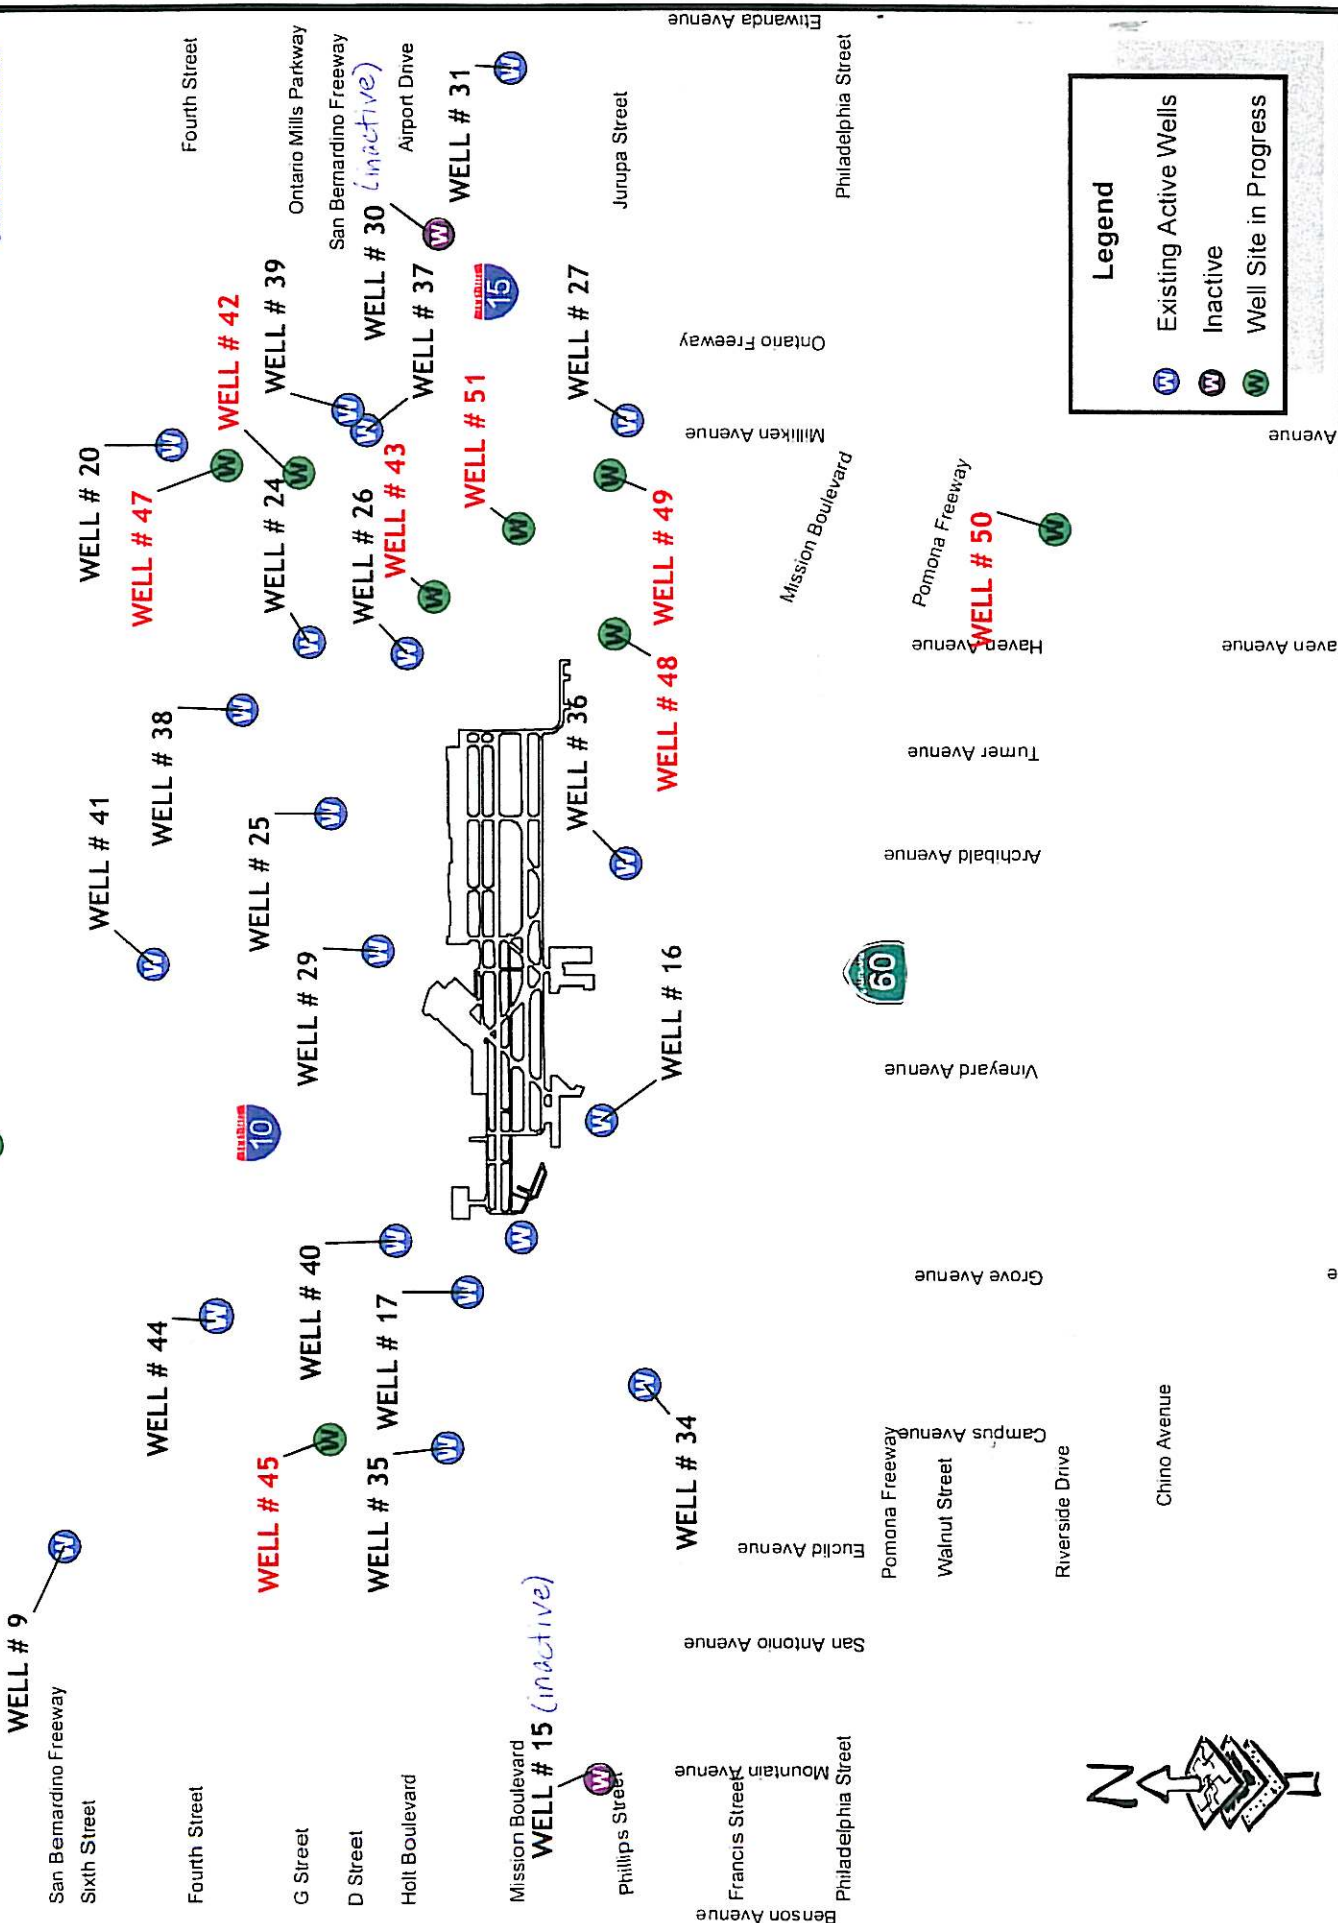 WELL # 9
San Bernardino Freeway
Sixth Street
Fourth Street
G Street
D Street
Holt Boulevard
Mission Boulevard
WELL # 15 (inactive)
Phillips Street
Francis Street
Philadelphia Street
Benson Avenue
Mountain Avenue
San Antonio Avenue
Euclid Avenue
WELL # 44
WELL # 45
WELL # 40
WELL # 35
WELL # 17
WELL # 34
Pomona Freeway
Walnut Street
Campus Avenue
Riverside Drive
Chino Avenue
Grove Avenue
10
WELL # 41
WELL # 38
WELL # 25
WELL # 29
WELL # 16
WELL # 36
60
Vineyard Avenue
Archibald Avenue
Turner Avenue
Haven Avenue
aven Avenue
WELL # 20
WELL # 47
WELL # 42
WELL # 24
WELL # 39
WELL # 26
WELL # 43
WELL # 37
WELL # 51
WELL # 27
WELL # 49
WELL # 48
WELL # 50
Mission Boulevard
Pomona Freeway
Milliken Avenue
Avenue
Ontario Freeway
15
Fourth Street
Ontario Mills Parkway
San Bernardino Freeway
WELL # 30 (inactive)
Airport Drive
WELL # 31
Jurupa Street
Philadelphia Street
Etiwanda Avenue
Legend
W Existing Active Wells
W Inactive
W Well Site in Progress
N